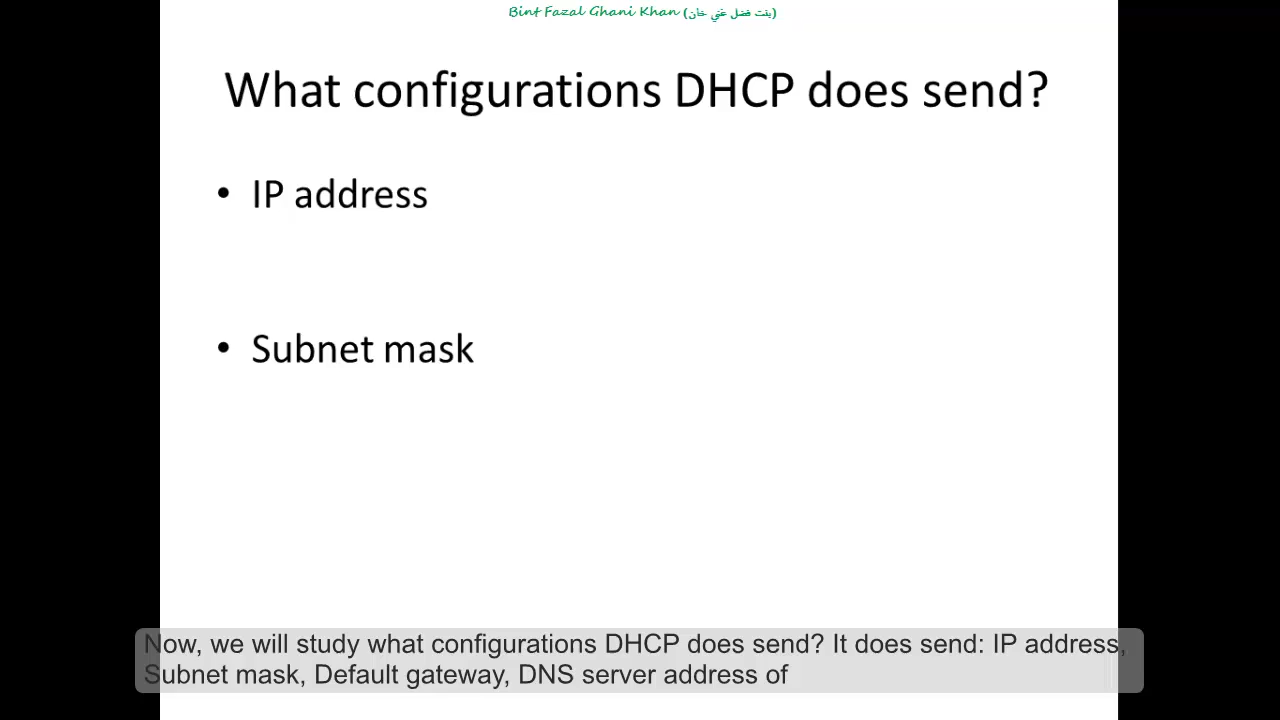 Bint Fazal Ghani Khan (بنت فضل غني خان)
What configurations DHCP does send?
• IP address
• Subnet mask
Now, we will study what configurations DHCP does send? It does send: IP address,
Subnet mask, Default gateway, DNS server address of